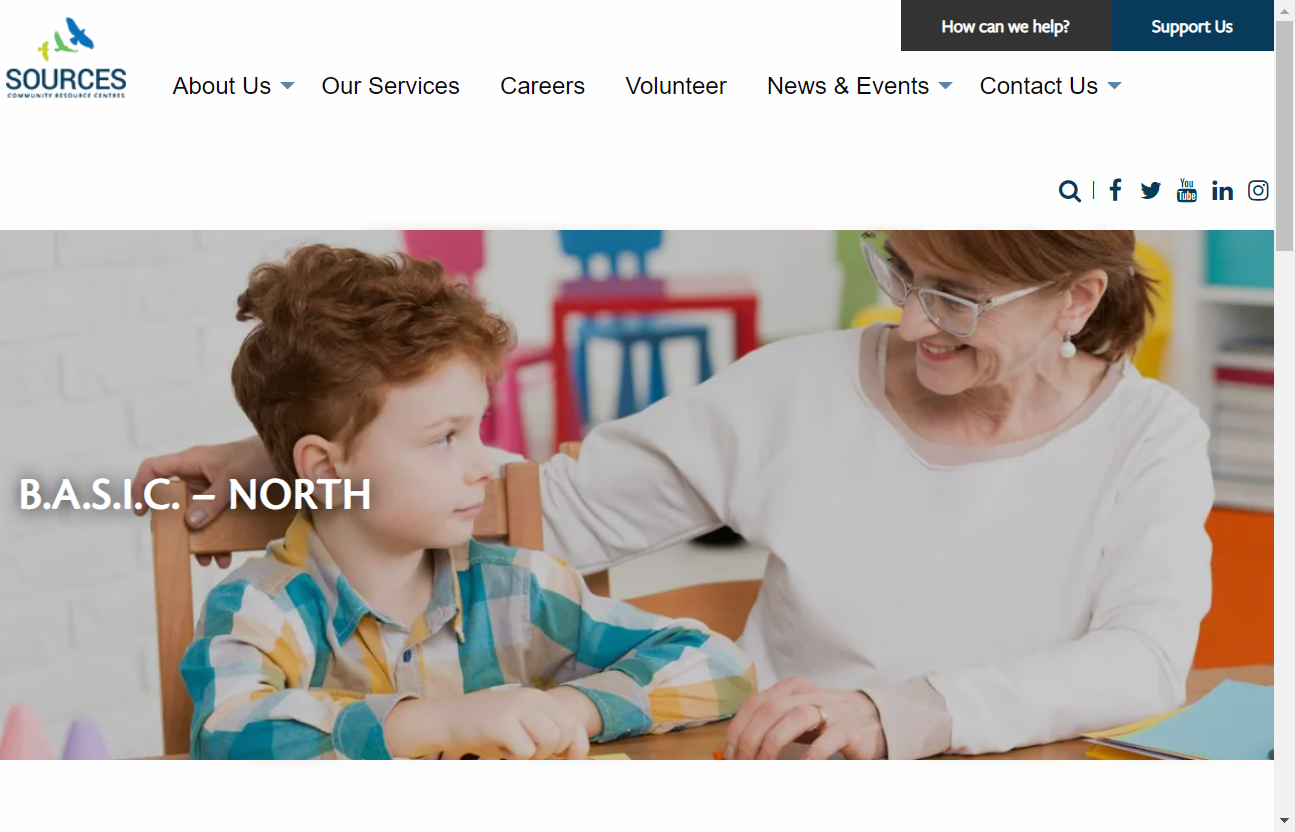 How can we help?
Support Us
SOURCES
COMMUNITY RESOURCE CENTRES
About Us
Our Services
Careers
Volunteer
News & Events
Contact Us
You
Tube
B.A.S.I.C. – NORTH